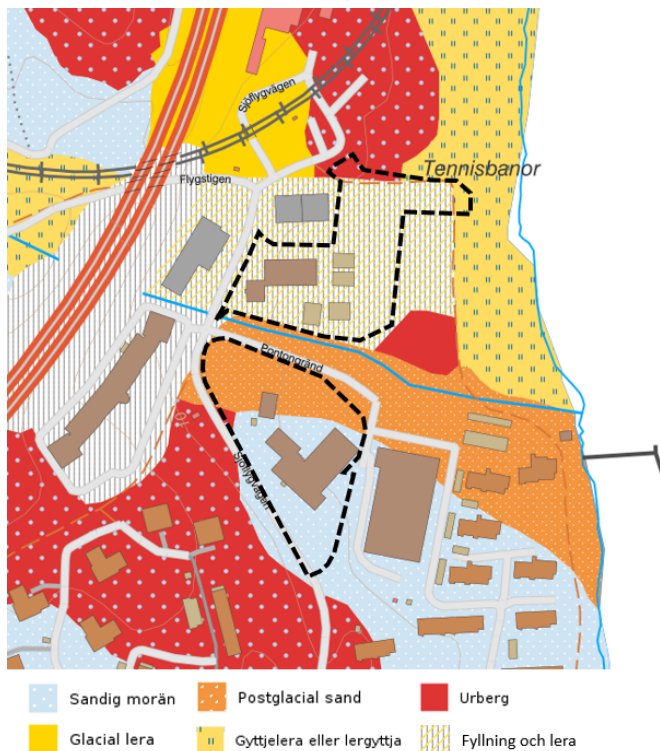 Sjöflygvägen
Tennisbanor
Flygstigen
Pontongränd
Sjöflygvägen
Sandig morän
Postglacial sand
Urberg
Glacial lera
Gyttjelera eller lergyttja
Fyllning och lera